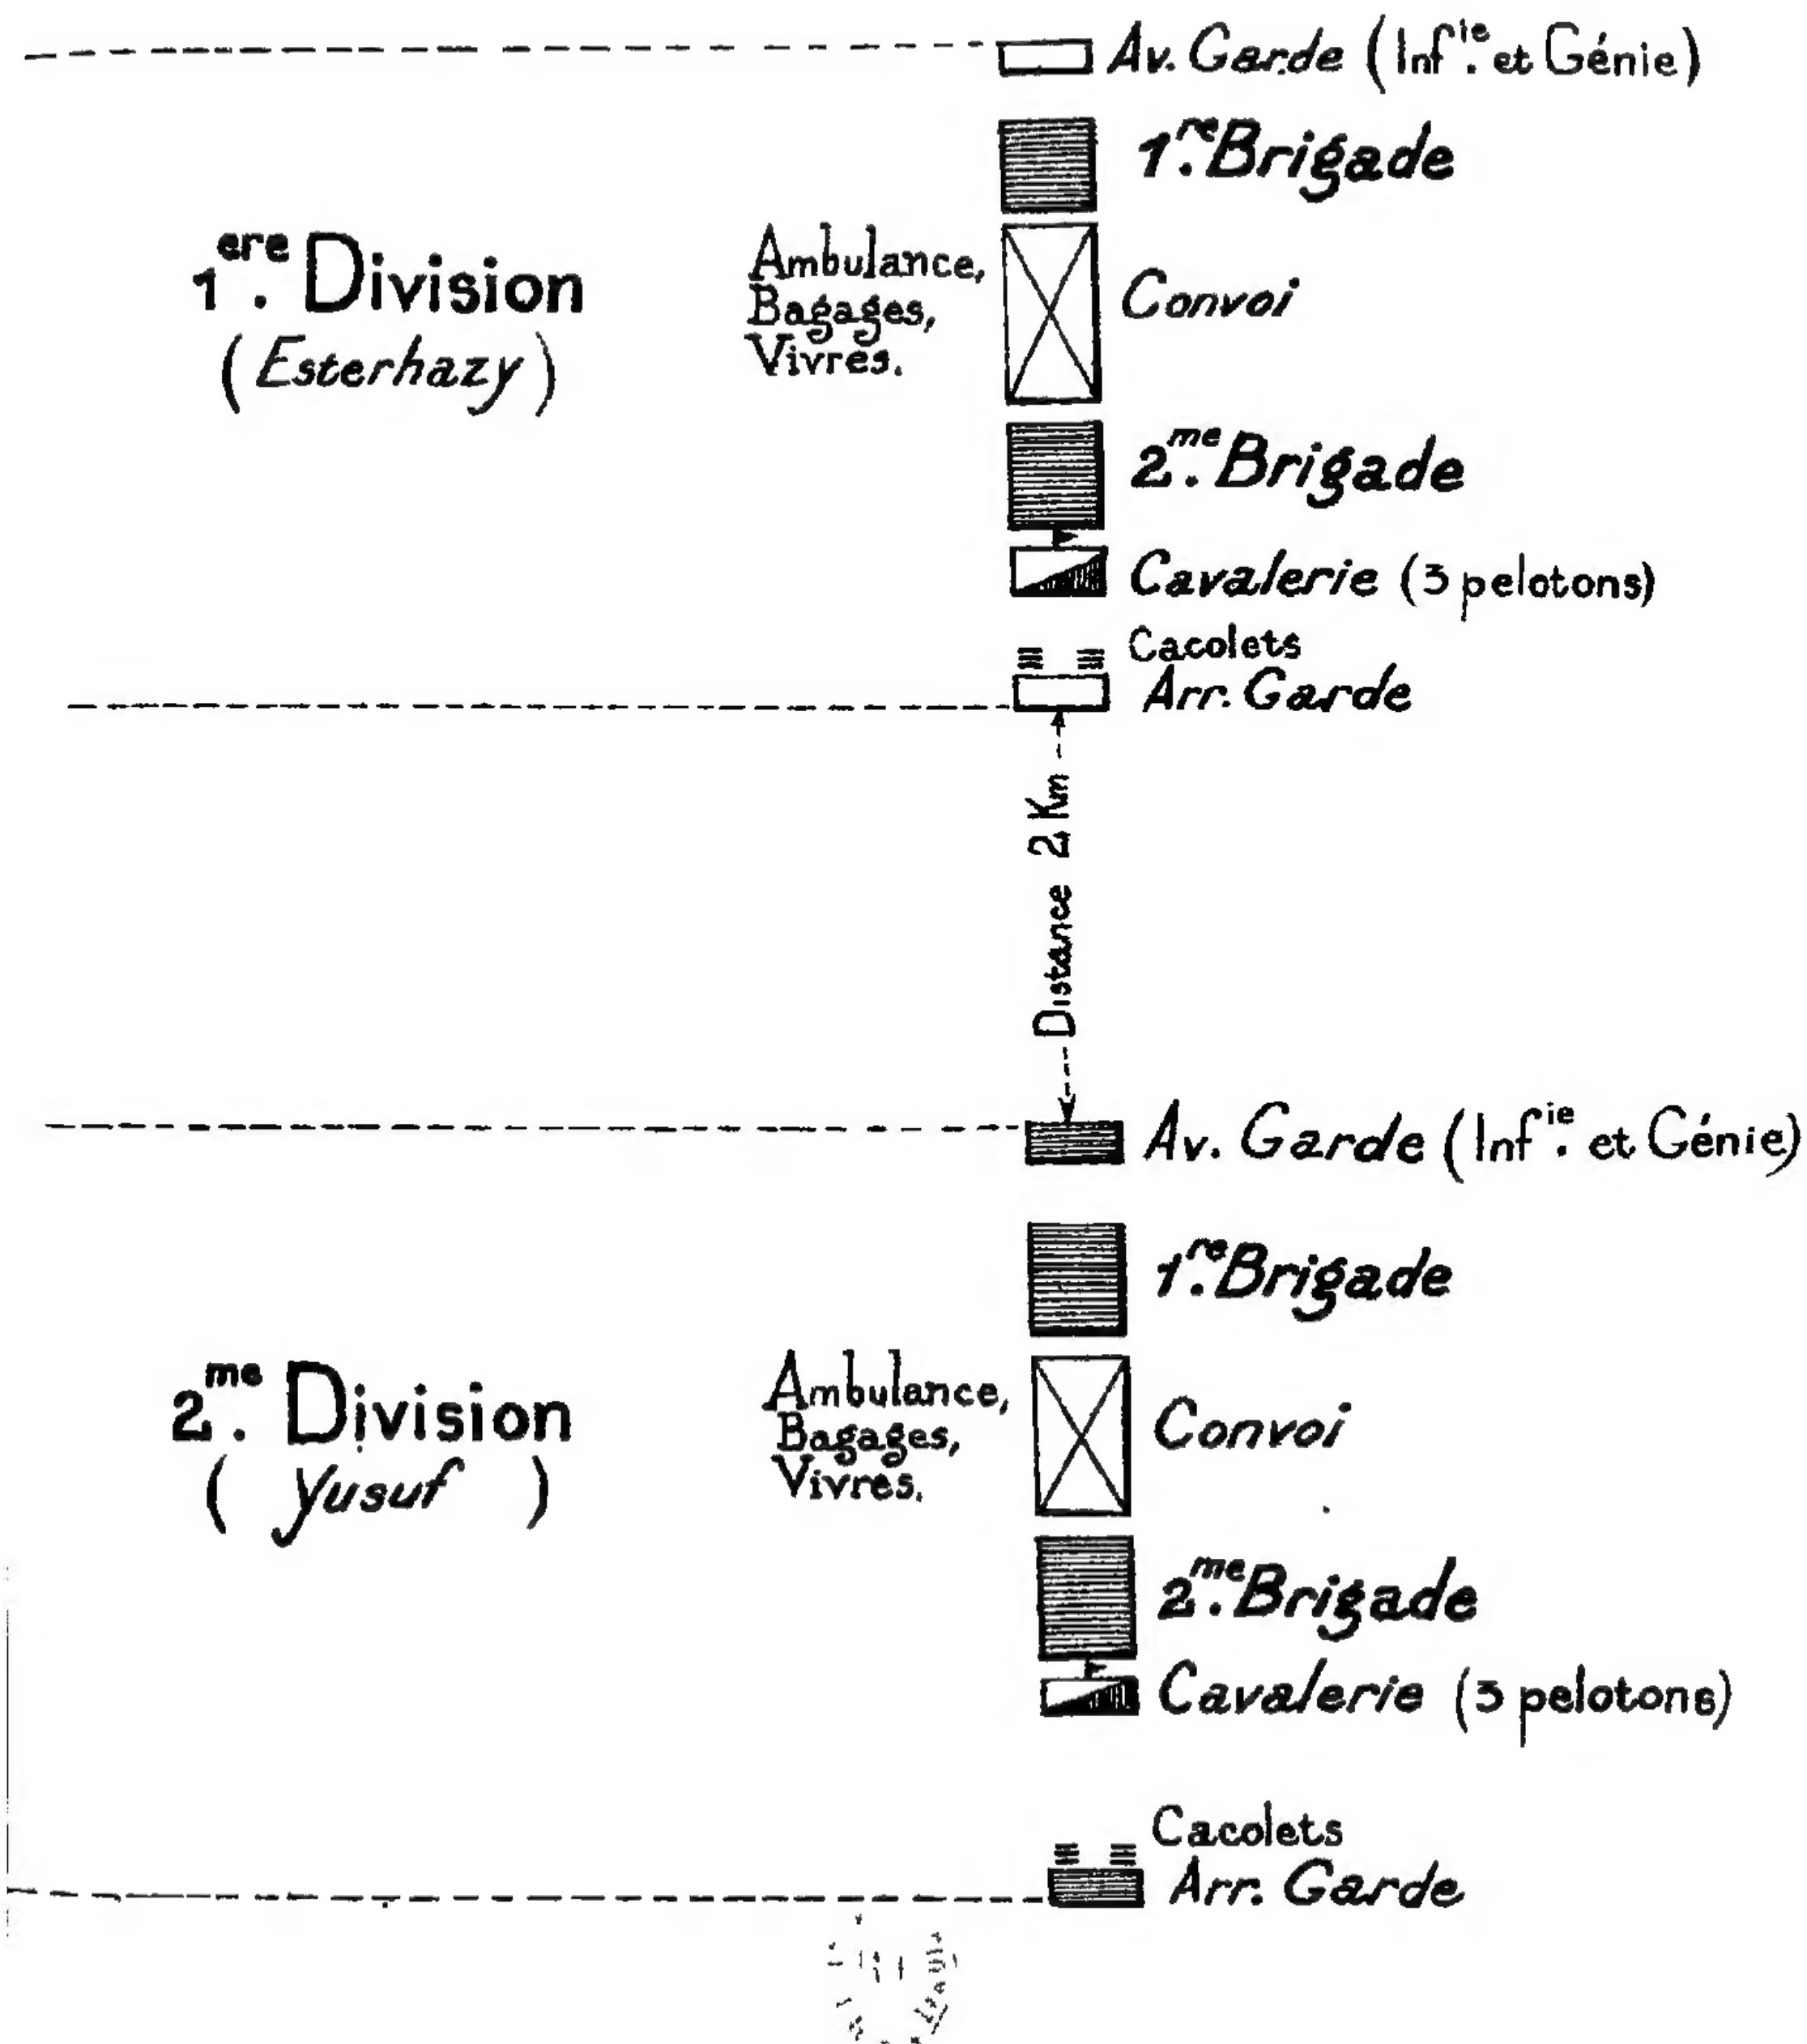 Av. Garde (Infie. et Génie)
1re. Brigade
1ere. Division
(Esterhazy)
Ambulance,
Bagages,
Vivres.
Convoi
2me. Brigade
Cavalerie (3 pelotons)
Cacolets
Arr. Garde
Distance 2 Km
Av. Garde (Infie. et Génie)
1re. Brigade
2me. Division
( Yusuf )
Ambulance,
Bagages,
Vivres.
Convoi
2me. Brigade
Cavalerie (3 pelotons)
Cacolets
Arr. Garde